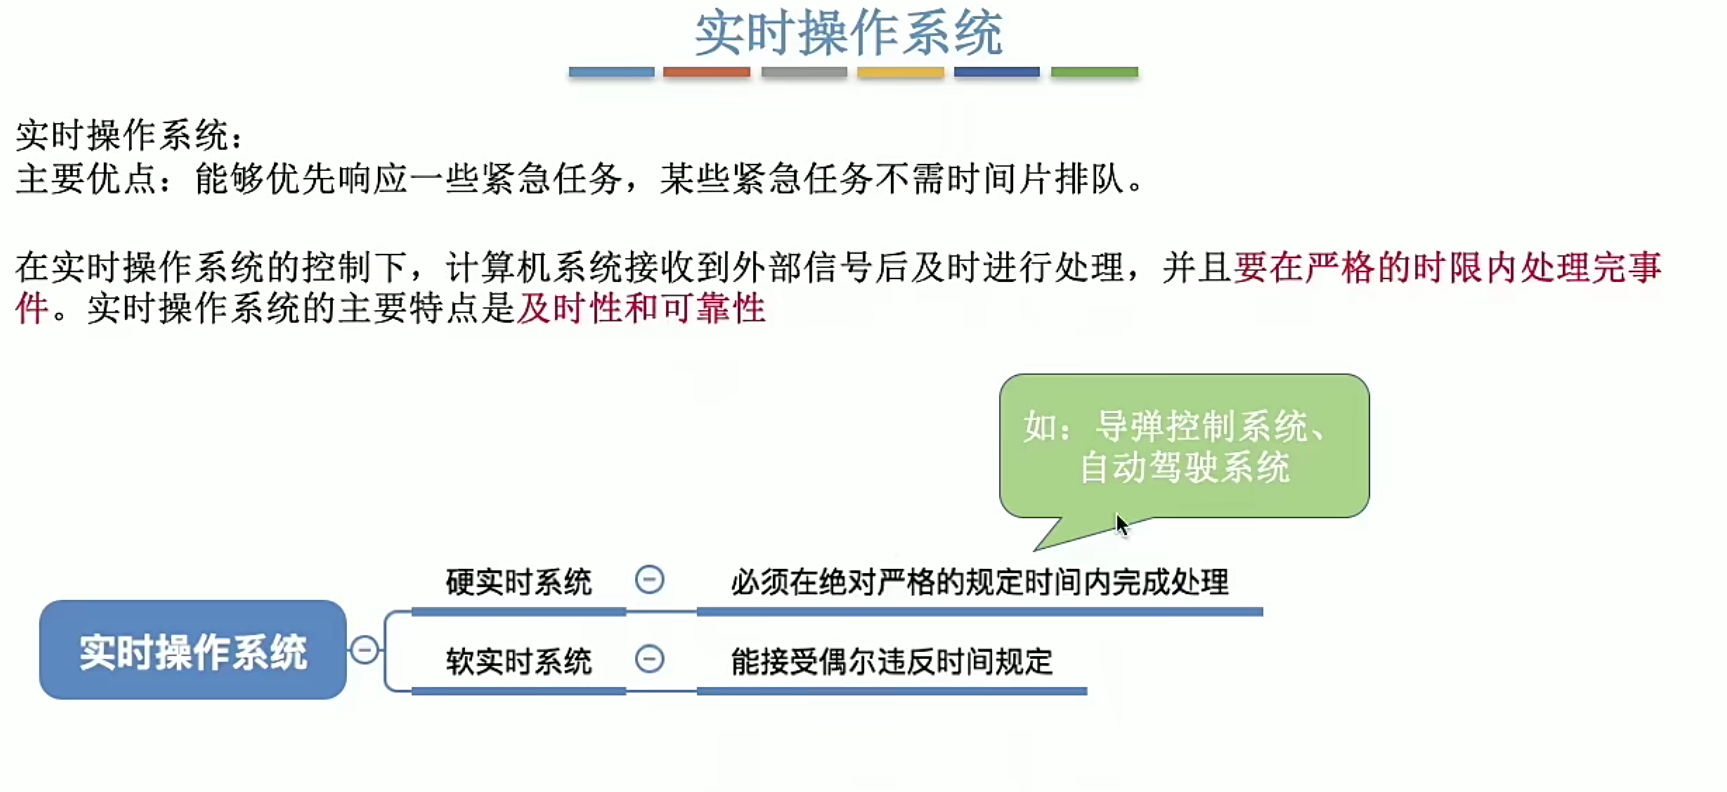 实时操作系统
实时操作系统：
主要优点：能够优先响应一些紧急任务，某些紧急任务不需时间片排队。
在实时操作系统的控制下，计算机系统接收到外部信号后及时进行处理，并且要在严格的时限内处理完事
件。实时操作系统的主要特点是及时性和可靠性
如：导弹控制系统、
自动驾驶系统
硬实时系统 必须在绝对严格的规定时间内完成处理
实时操作系统
软实时系统 能接受偶尔违反时间规定